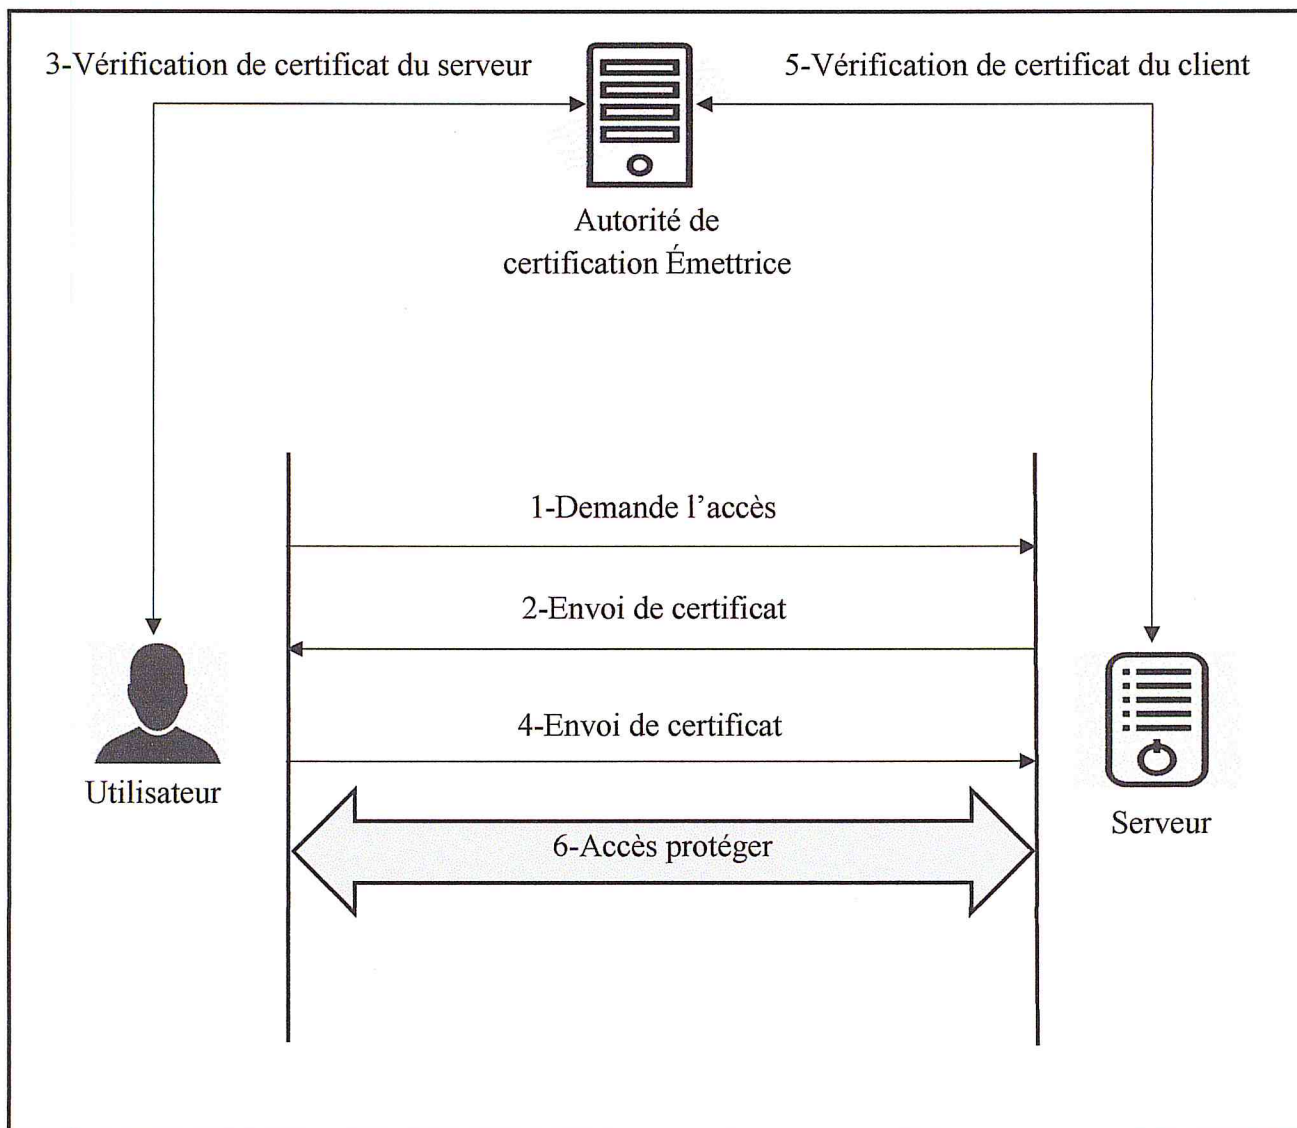 3-Vérification de certificat du serveur
5-Vérification de certificat du client
Autorité de
certification Émettrice
1-Demande l’accès
2-Envoi de certificat
4-Envoi de certificat
Utilisateur
6-Accès protéger
Serveur